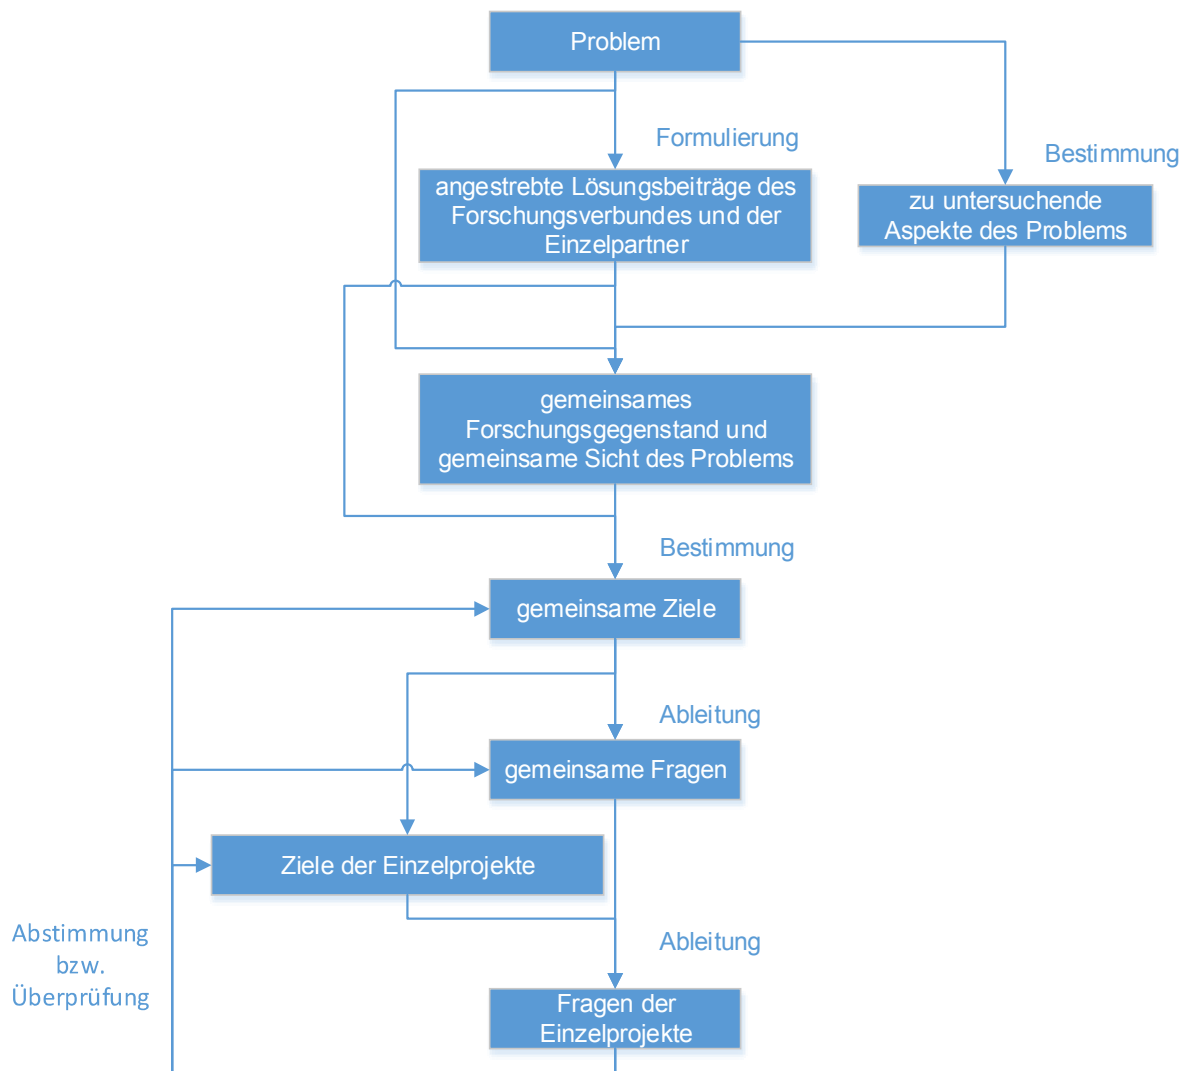 Problem
Formulierung
Bestimmung
angestrebte Lösungsbeiträge des
Forschungsverbundes und der
Einzelpartner
zu untersuchende
Aspekte des Problems
gemeinsames
Forschungsgegenstand und
gemeinsame Sicht des Problems
Bestimmung
gemeinsame Ziele
Ableitung
gemeinsame Fragen
Ziele der Einzelprojekte
Abstimmung
bzw.
Überprüfung
Ableitung
Fragen der
Einzelprojekte